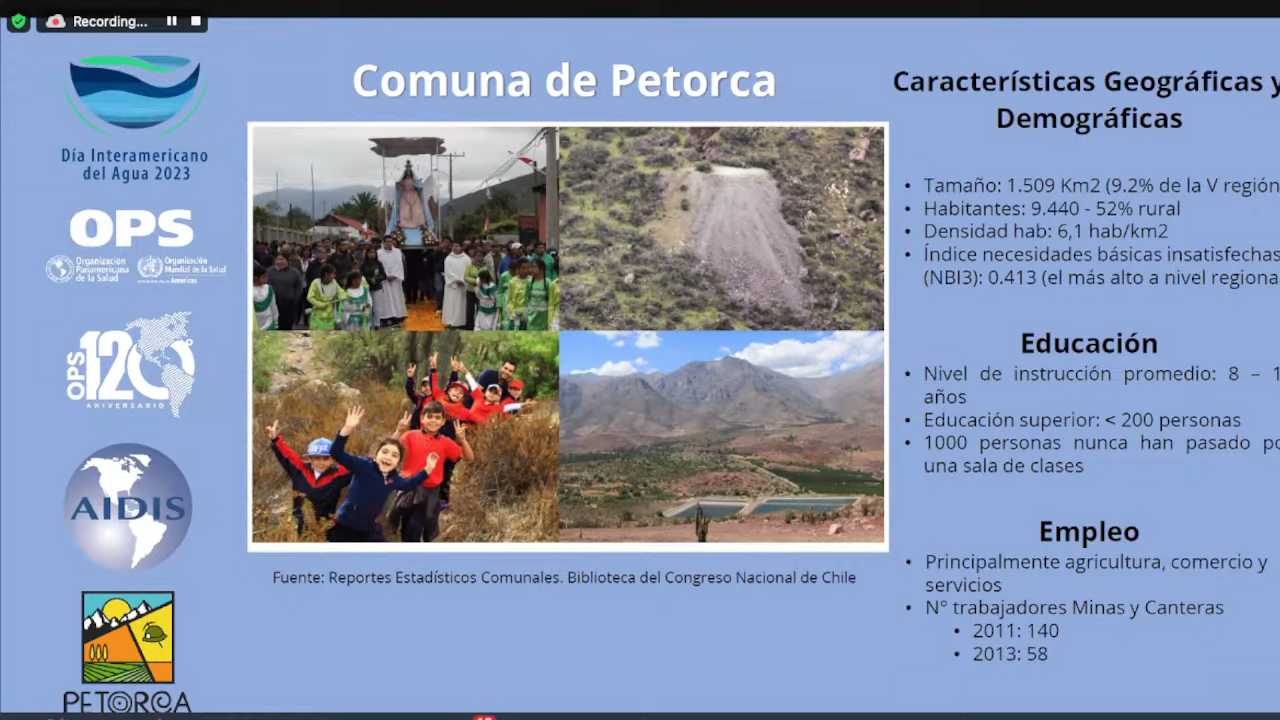 Recording...
Día Interamericano
del Agua 2023
OPS
Organización
Panamericana
de la Salud
Organización
Mundial de la Salud
Américas
OPS
120
ANIVERSARIO
AIDIS
PETORCA
Comuna de Petorca
Fuente: Reportes Estadísticos Comunales. Biblioteca del Congreso Nacional de Chile
Características Geográficas y
Demográficas
• Tamaño: 1.509 Km2 (9.2% de la V región
• Habitantes: 9.440 - 52% rural
• Densidad hab: 6,1 hab/km2
• Índice necesidades básicas insatisfechas
(NBI3): 0.413 (el más alto a nivel regiona
Educación
• Nivel de instrucción promedio: 8 – 1
años
• Educación superior: < 200 personas
• 1000 personas nunca han pasado po
una sala de clases
Empleo
• Principalmente agricultura, comercio y
servicios
• N° trabajadores Minas y Canteras
• 2011: 140
• 2013: 58